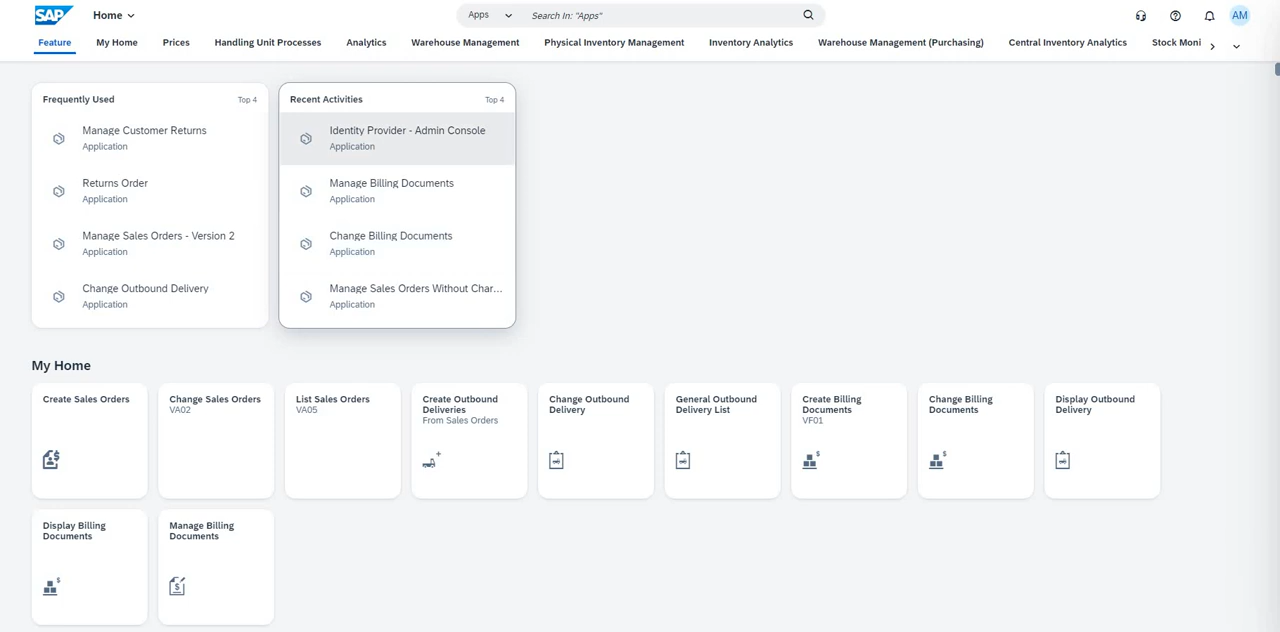 SAP Home Apps Search In: "Apps" AM
Feature My Home Prices Handling Unit Processes Analytics Warehouse Management Physical Inventory Management Inventory Analytics Warehouse Management (Purchasing) Central Inventory Analytics Stock Moni
Frequently Used Top 4
Manage Customer Returns
Application
Returns Order
Application
Manage Sales Orders - Version 2
Application
Change Outbound Delivery
Application
Recent Activities Top 4
Identity Provider - Admin Console
Application
Manage Billing Documents
Application
Change Billing Documents
Application
Manage Sales Orders Without Char...
Application
My Home
Create Sales Orders
Change Sales Orders
VA02
List Sales Orders
VA05
Create Outbound
Deliveries
From Sales Orders
Change Outbound
Delivery
General Outbound
Delivery List
Create Billing
Documents
VF01
Change Billing
Documents
Display Outbound
Delivery
Display Billing
Documents
Manage Billing
Documents